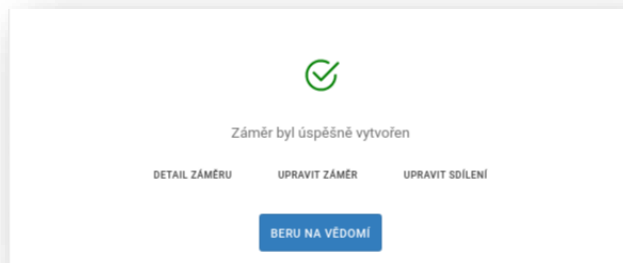 Záměr byl úspěšně vytvořen
DETAIL ZÁMĚRU UPRAVIT ZÁMĚR UPRAVIT SDÍLENÍ
BERU NA VĚDOMÍ